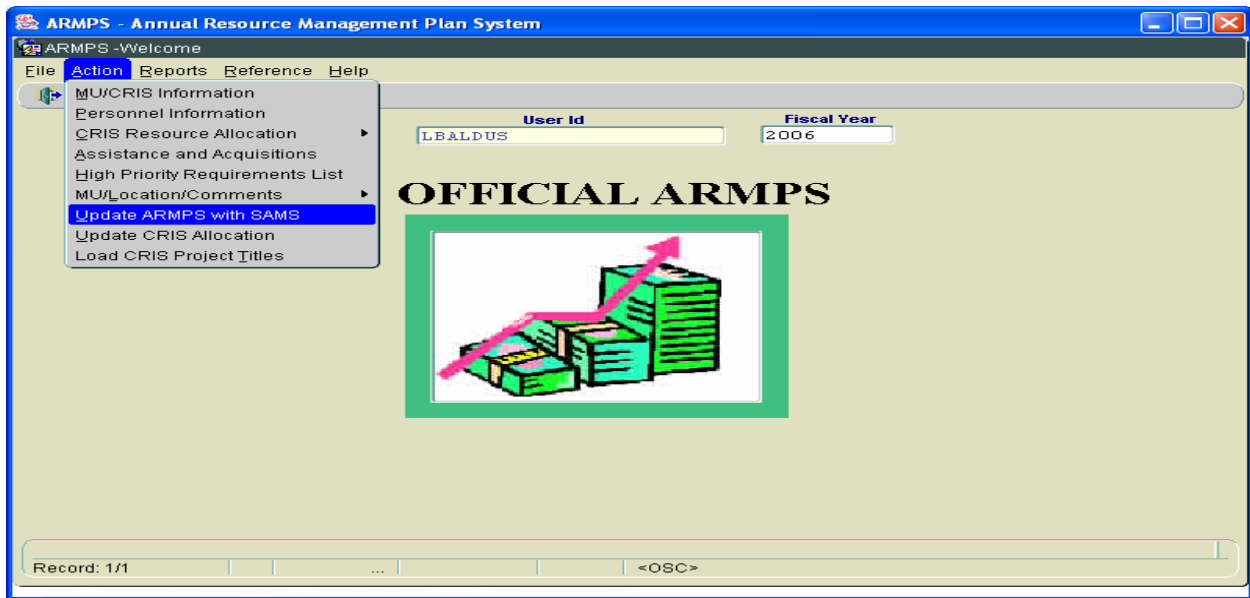 ARMPS - Annual Resource Management Plan System
ARMPS -Welcome
File Action Reports Reference Help
MU/CRIS Information
Personnel Information
CRIS Resource Allocation
Assistance and Acquisitions
High Priority Requirements List
MU/Location/Comments
Update ARMPS with SAMS
Update CRIS Allocation
Load CRIS Project Titles
User Id Fiscal Year
LBALDUS 2006
OFFICIAL ARMPS
Record: 1/1 ... <OSC>